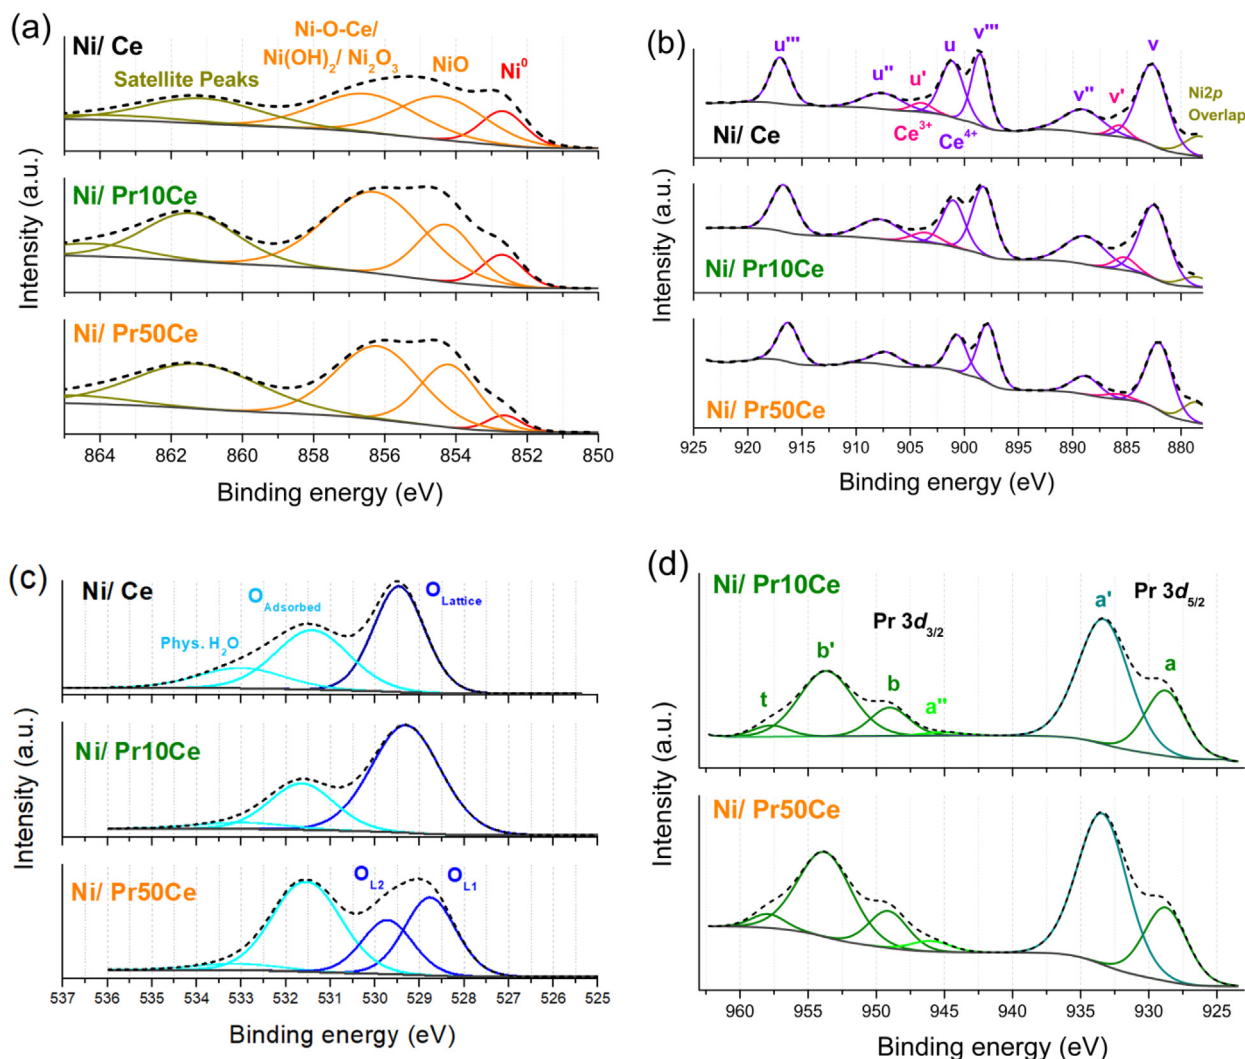 (a)
Ni/ Ce
Satellite Peaks
Ni-O-Ce/
Ni(OH)₂/ Ni₂O₃
NiO
Ni⁰
Ni/ Pr10Ce
Ni/ Pr50Ce
Intensity (a.u.)
864 862 860 858 856 854 852 850
Binding energy (eV)
(b)
u''' u'' u' u v''' v'' v' v
Ce³⁺
Ce⁴⁺
Ni2p
Overlap
Ni/ Ce
Ni/ Pr10Ce
Ni/ Pr50Ce
Intensity (a.u.)
925 920 915 910 905 900 895 890 885 880
Binding energy (eV)
(c)
Ni/ Ce
Phys. H₂O
O Adsorbed
O Lattice
Ni/ Pr10Ce
Ni/ Pr50Ce
O L2
O L1
Intensity (a.u.)
537 536 535 534 533 532 531 530 529 528 527 526 525
Binding energy (eV)
(d)
Ni/ Pr10Ce
Pr 3d₃/₂
Pr 3d₅/₂
t b' b a'' a' a
Ni/ Pr50Ce
Intensity (a.u.)
960 955 950 945 940 935 930 925
Binding energy (eV)